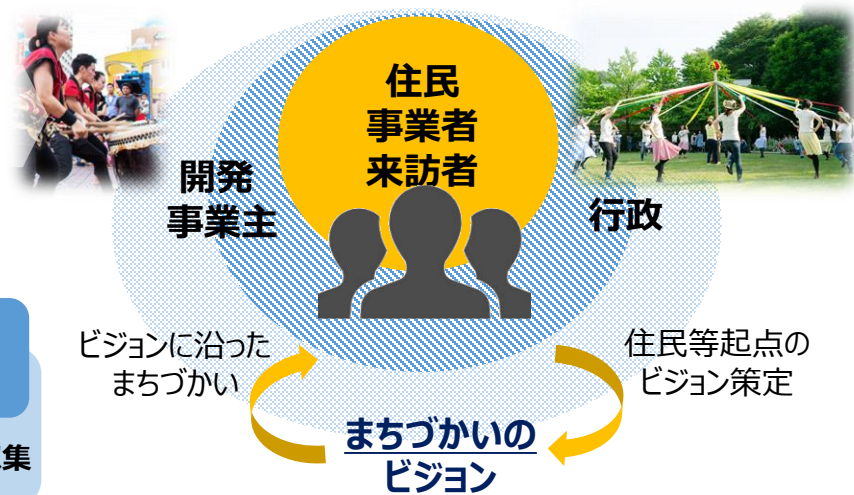 住民
事業者
来訪者
開発
事業主
行政
ビジョンに沿った
まちづかい
住民等起点の
ビジョン策定
まちづかいの
ビジョン
集